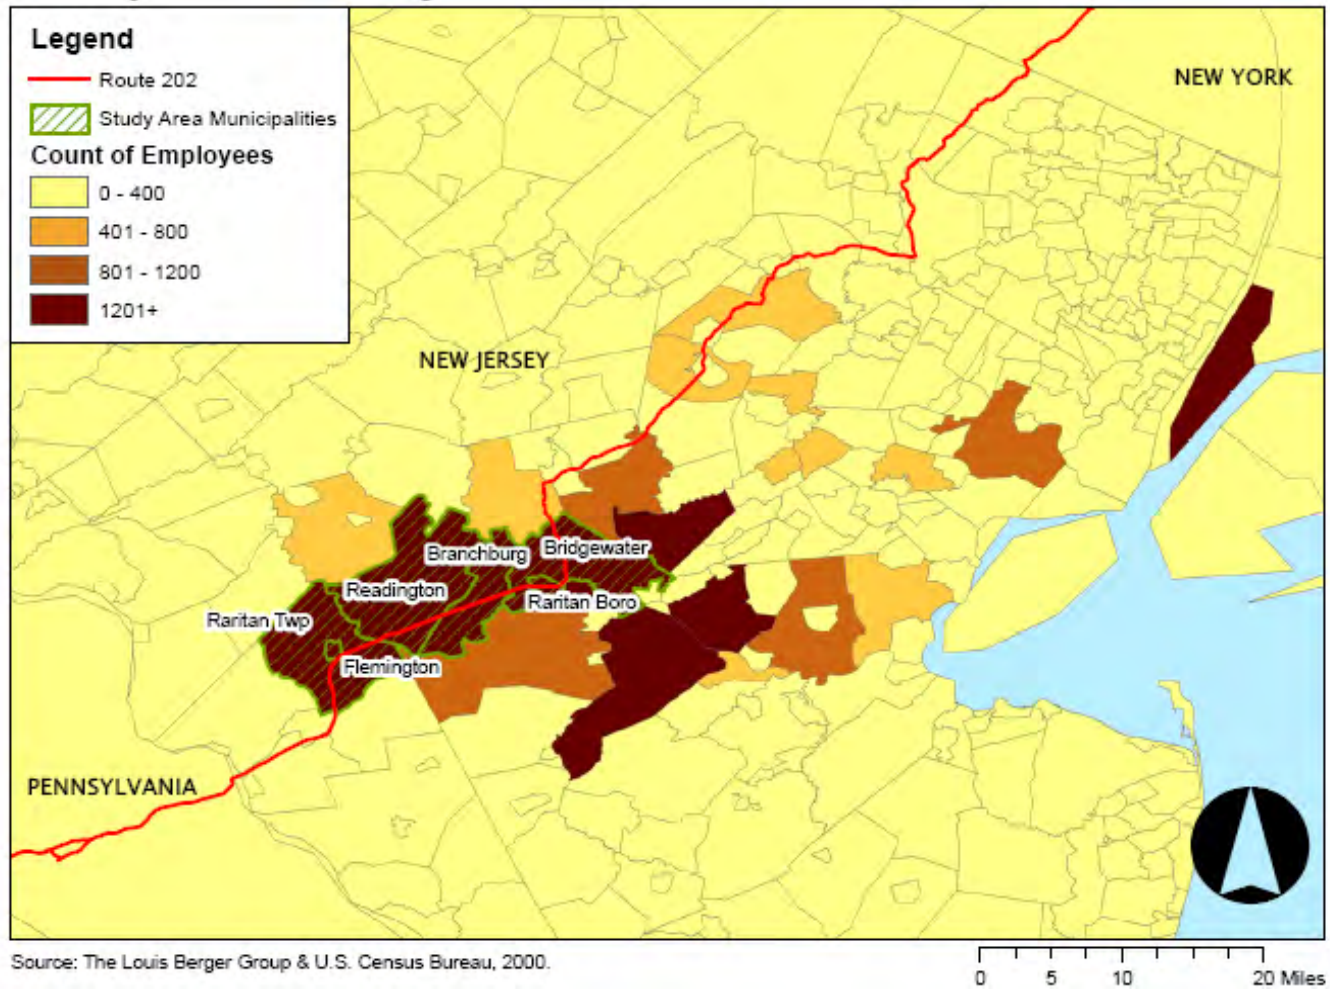 Legend
Route 202
Study Area Municipalities
Count of Employees
0 - 400
401 - 800
801 - 1200
1201+
NEW YORK
NEW JERSEY
Branchburg
Bridgewater
Readington
Raritan Boro
Raritan Twp
Flemington
PENNSYLVANIA
Source: The Louis Berger Group & U.S. Census Bureau, 2000.
0 5 10 20 Miles